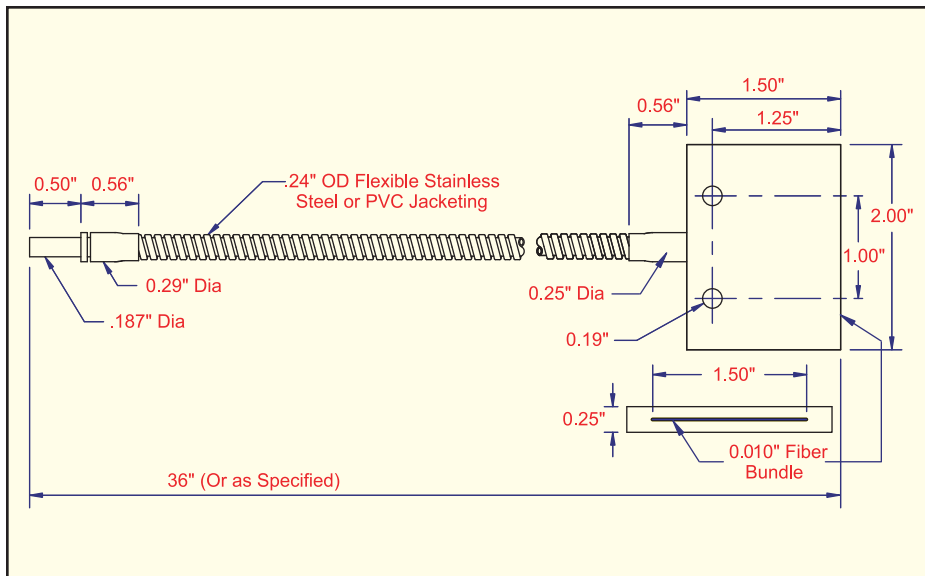 1.50"
0.56"
1.25"
0.50"
0.56"
.24" OD Flexible Stainless
Steel or PVC Jacketing
2.00"
1.00"
0.29" Dia
0.25" Dia
.187" Dia
0.19"
1.50"
0.25"
0.010" Fiber
Bundle
36" (Or as Specified)